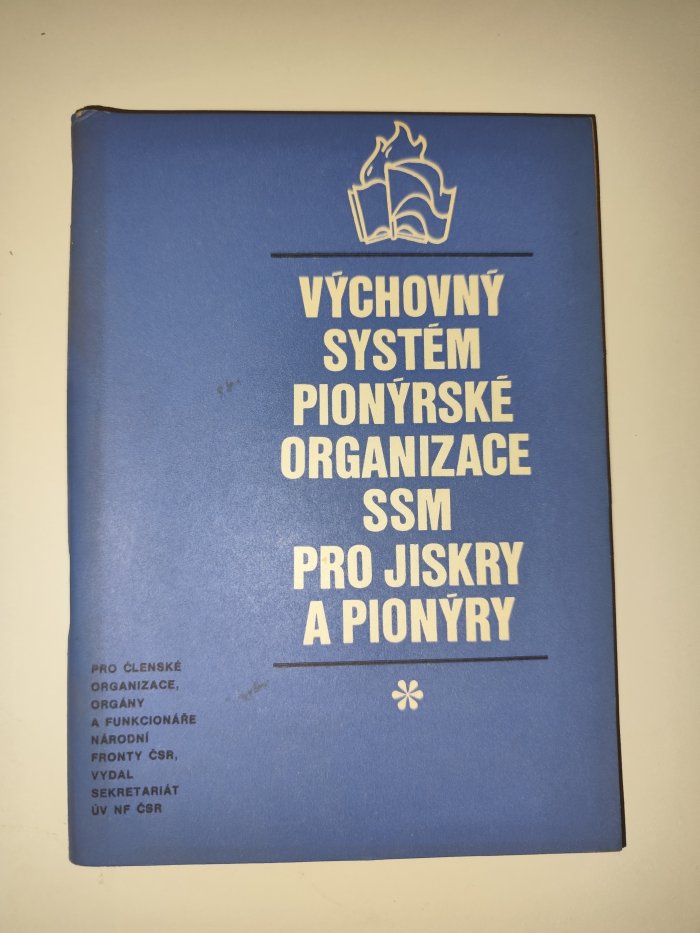 VÝCHOVNÝ
SYSTÉM
PIONÝRSKÉ
ORGANIZACE
SSM
PRO JISKRY
A PIONÝRY
*
PRO ČLENSKÉ
ORGANIZACE,
ORGÁNY
A FUNKCIONÁŘE
NÁRODNÍ
FRONTY ČSR,
VYDAL
SEKRETARIÁT
ÚV NF ČSR